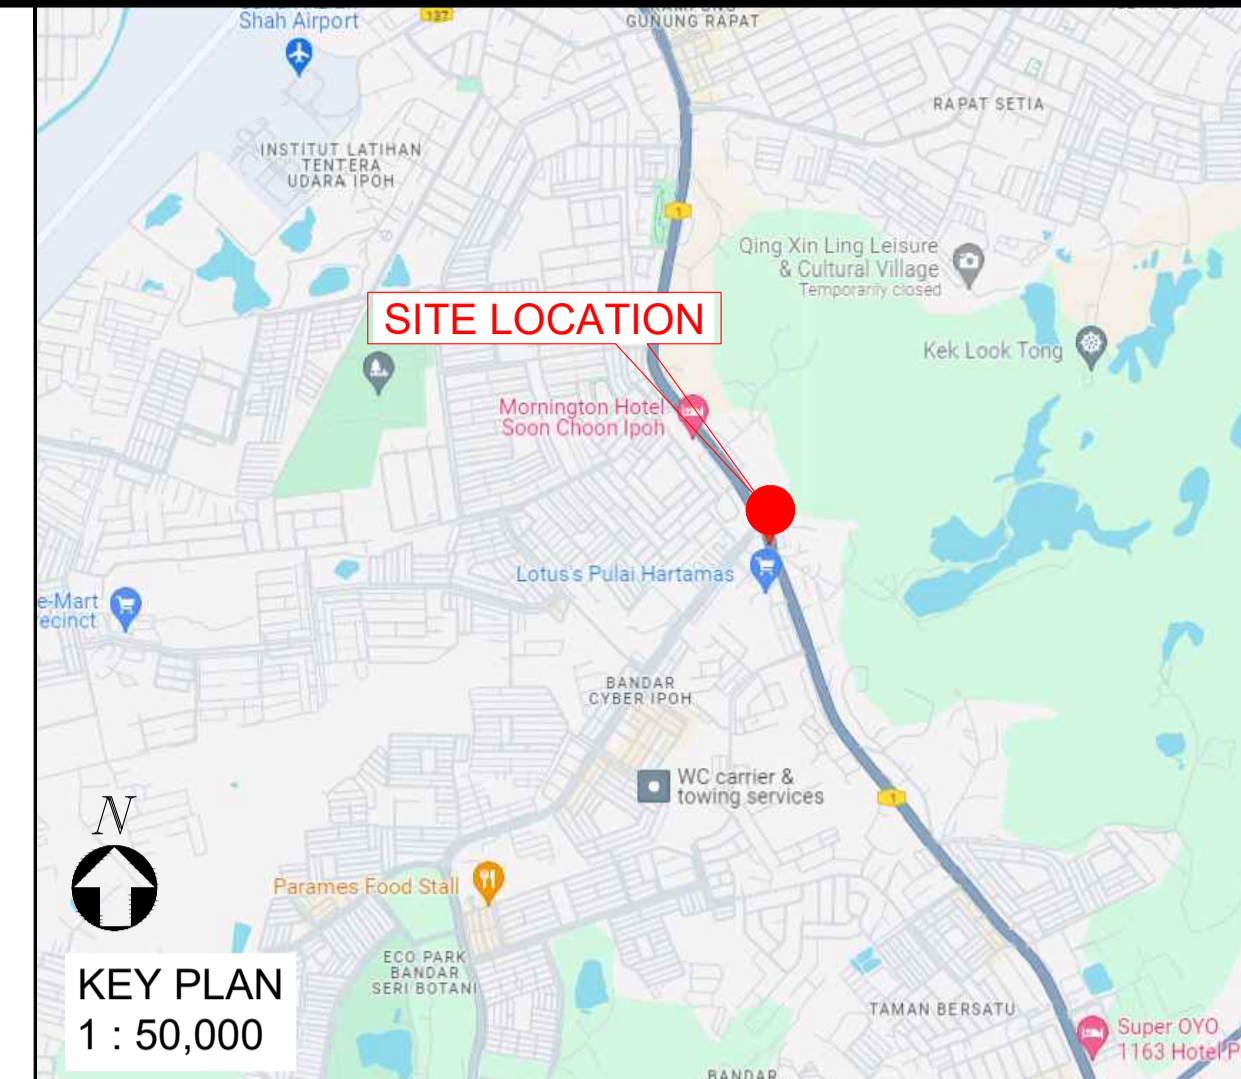 Shah Airport
137
GUNUNG RAPAT
RAPAT SETIA
INSTITUT LATIHAN
TENTERA
UDARA IPOH
1
Qing Xin Ling Leisure
& Cultural Village
Temporarily closed
SITE LOCATION
Kek Look Tong
Mornington Hotel
Soon Choon Ipoh
Lotus's Pulai Hartamas
e-Mart
ecinct
BANDAR
CYBER IPOH
WC carrier &
towing services
1
N
Parames Food Stall
ECO PARK
BANDAR
SERI BOTANI
KEY PLAN
1 : 50,000
TAMAN BERSATU
Super OYO
1163 Hotel P
BANDAR